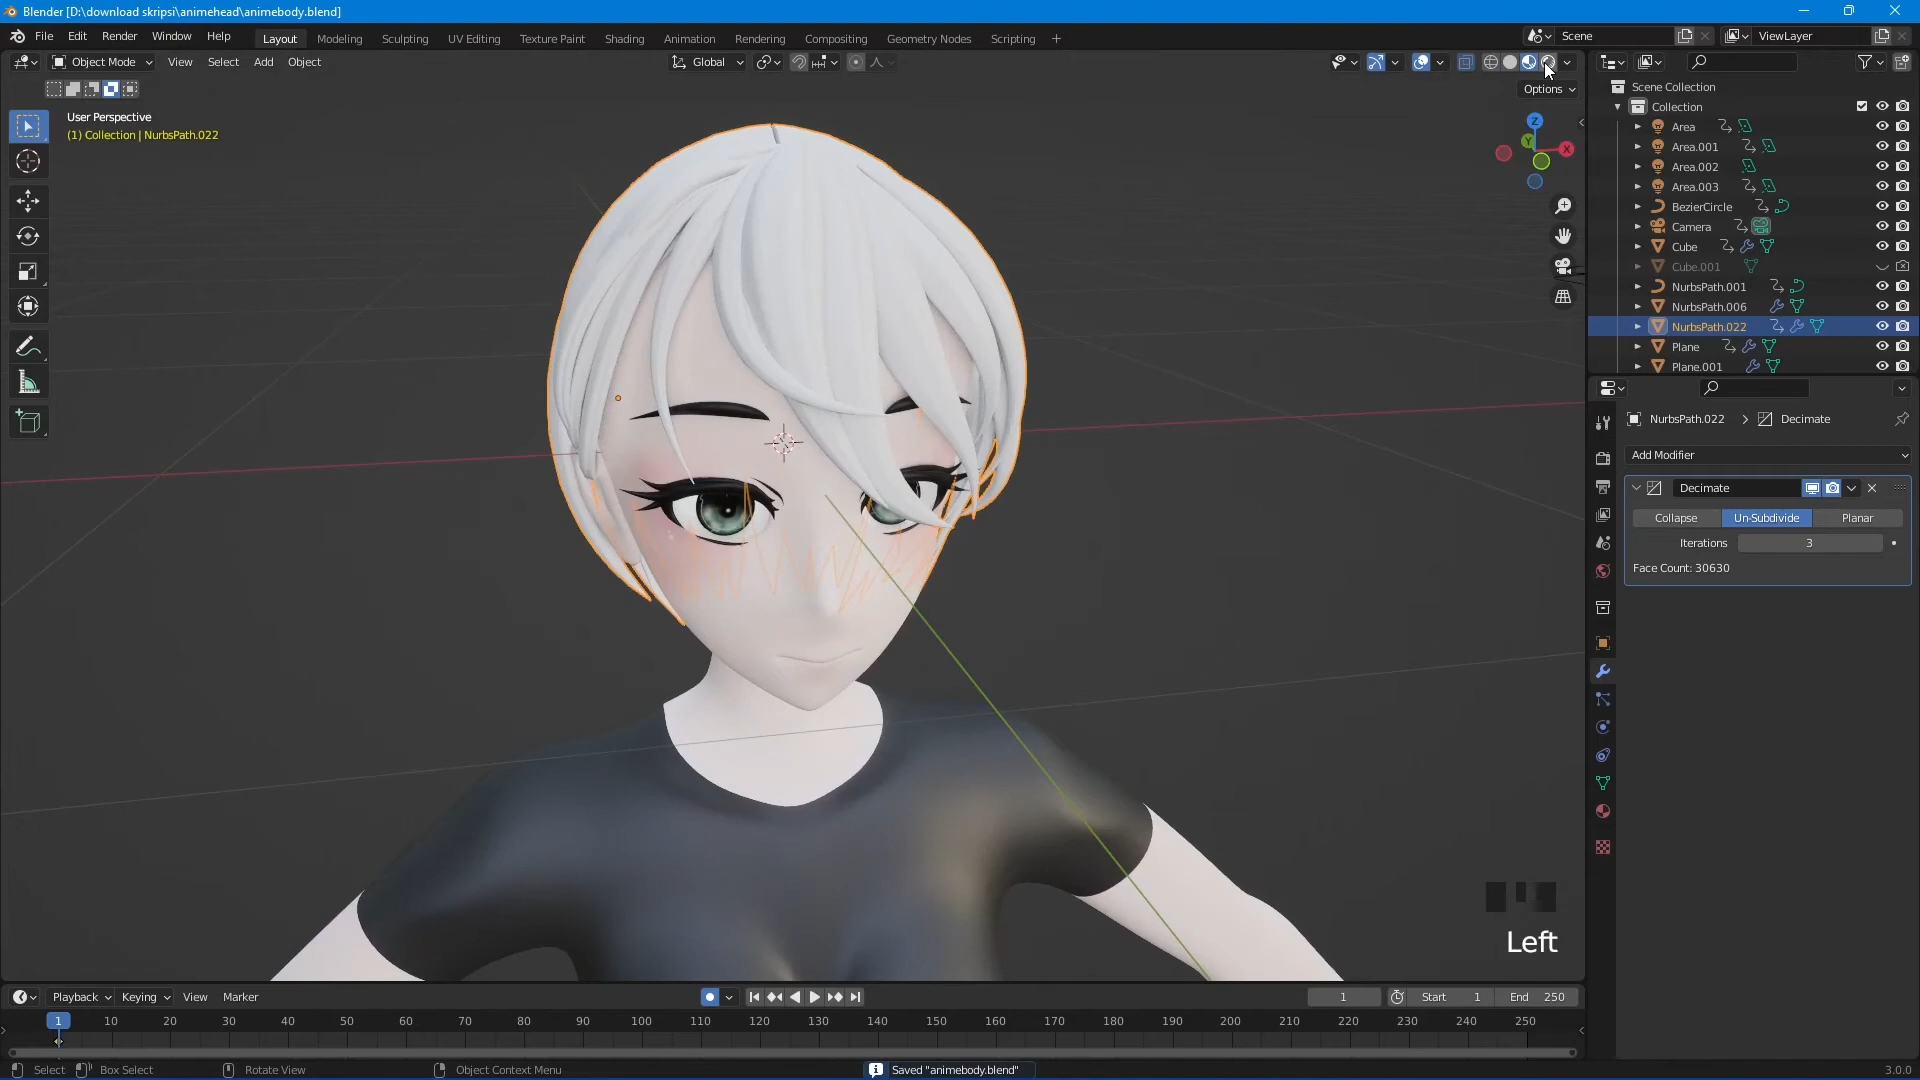 Blender [D:\download skripsi\animehead\animebody.blend]
File Edit Render Window Help Layout Modeling Sculpting UV Editing Texture Paint Shading Animation Rendering Compositing Geometry Nodes Scripting + Scene ViewLayer
Object Mode View Select Add Object Global
Options
User Perspective
(1) Collection | NurbsPath.022
Z
Y
X
Scene Collection
Collection
Area
Area.001
Area.002
Area.003
BezierCircle
Camera
Cube
Cube.001
NurbsPath.001
NurbsPath.006
NurbsPath.022
Plane
Plane.001
NurbsPath.022 > Decimate
Add Modifier
Decimate
Collapse Un-Subdivide Planar
Iterations 3
Face Count: 30630
Left
Playback Keying View Marker 1 Start 1 End 250
1 10 20 30 40 50 60 70 80 90 100 110 120 130 140 150 160 170 180 190 200 210 220 230 240 250
Select Box Select Rotate View Object Context Menu Saved "animebody.blend" 3.0.0